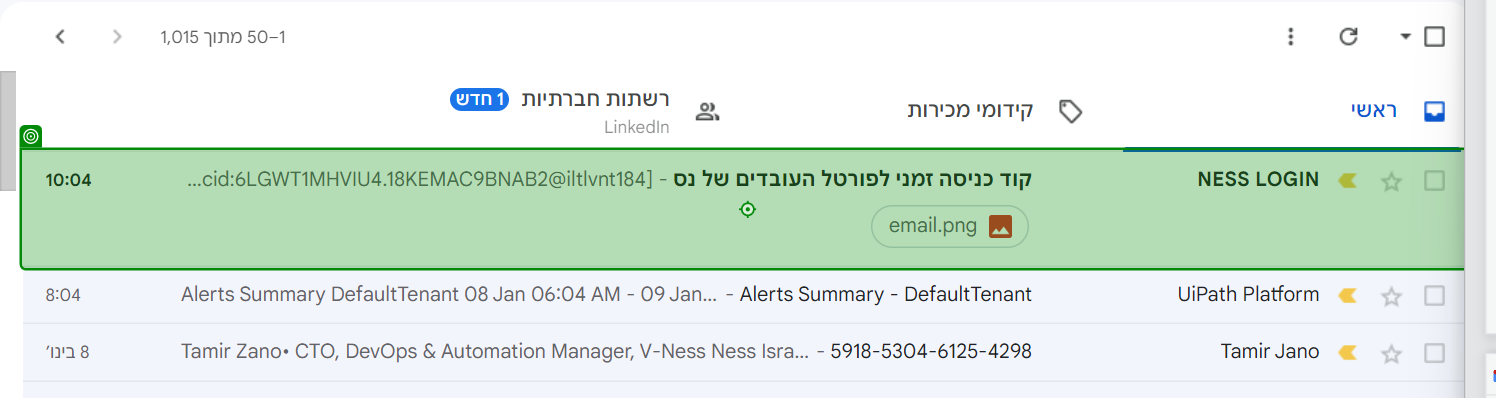 1–50 מתוך 1,015
ראשי
קידומי מכירות
רשתות חברתיות 1 חדש
LinkedIn
NESS LOGIN קוד כניסה זמני לפורטל העובדים של נס - [cid:6LGWT1MHVIU4.18KEMAC9BNAB2@iltlvnt184... 10:04
email.png
UiPath Platform Alerts Summary - DefaultTenant - Alerts Summary DefaultTenant 08 Jan 06:04 AM - 09 Jan... 8:04
Tamir Jano 5918-5304-6125-4298 - Tamir Zano• CTO, DevOps & Automation Manager, V-Ness Ness Isra... 8 בינו׳